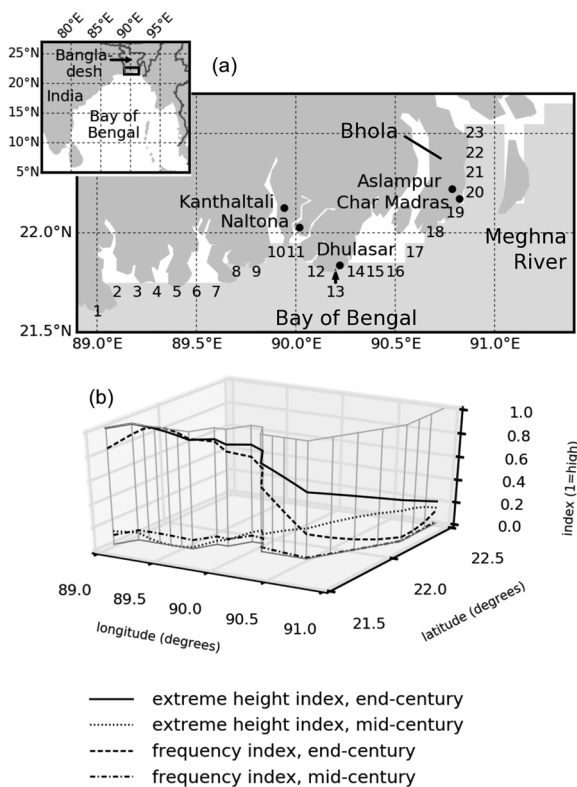 80°E 85°E 90°E 95°E
25°N
20°N
15°N
10°N
5°N
Bangla-
desh
India
Bay of
Bengal
(a)
Bhola
23
22
21
20
19
18
17
Aslampur
Char Madras
Kanthaltali
Naltona
Dhulasar
Meghna
River
22.0°N
1 2 3 4 5 6 7 8 9 10 11 12 13 14 15 16
Bay of Bengal
21.5°N
89.0°E 89.5°E 90.0°E 90.5°E 91.0°E
(b)
1.0
0.8
0.6
0.4
0.2
0.0
index (1=high)
89.0 89.5 90.0 90.5 91.0
longitude (degrees)
21.5 22.0 22.5
latitude (degrees)
extreme height index, end-century
extreme height index, mid-century
frequency index, end-century
frequency index, mid-century